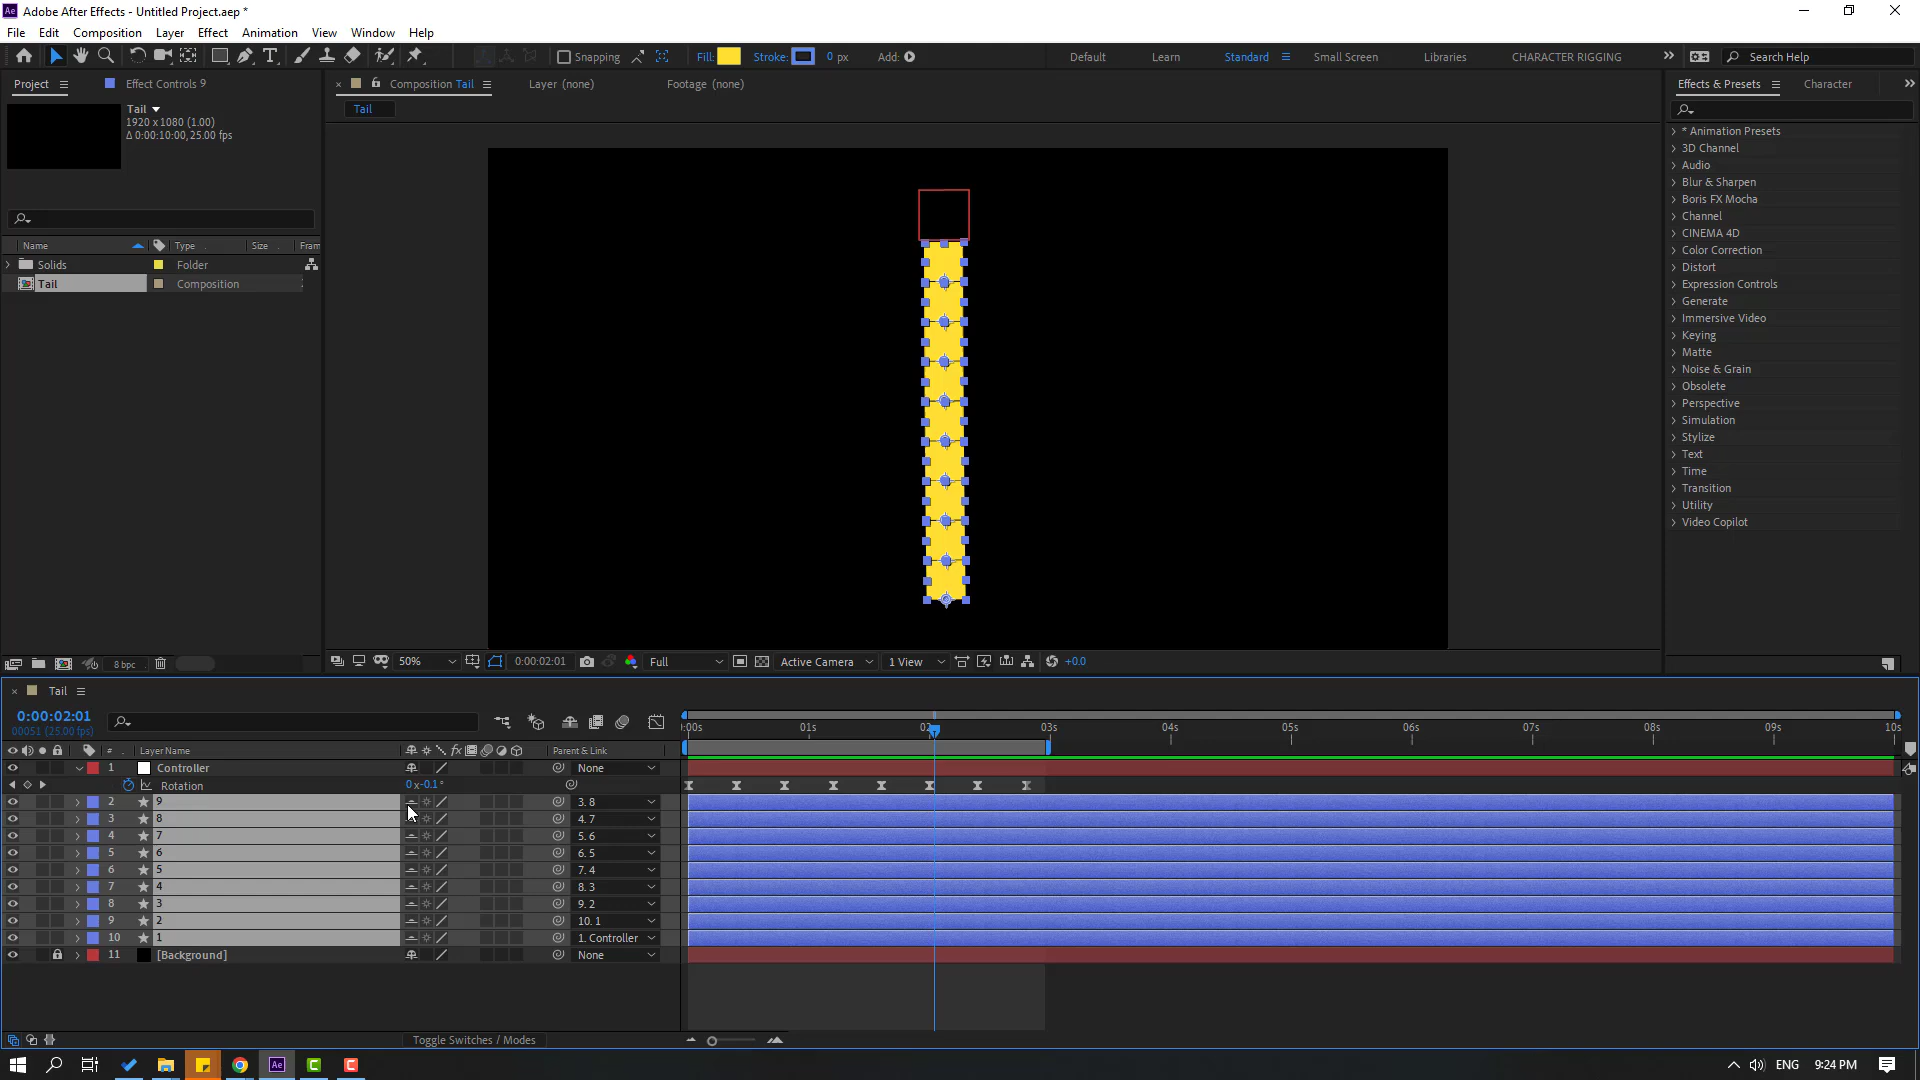 Adobe After Effects - Untitled Project.aep *
File Edit Composition Layer Effect Animation View Window Help
Snapping Fill: Stroke: 0 px Add: Default Learn Standard Small Screen Libraries CHARACTER RIGGING Search Help
Project Effect Controls 9 Composition Tail Layer (none) Footage (none) Effects & Presets Character
Tail
Tail
1920 x 1080 (1.00)
Δ 0:00:10:00, 25.00 fps
* Animation Presets
3D Channel
Audio
Blur & Sharpen
Boris FX Mocha
Channel
CINEMA 4D
Color Correction
Distort
Expression Controls
Generate
Immersive Video
Keying
Matte
Noise & Grain
Obsolete
Perspective
Simulation
Stylize
Text
Time
Transition
Utility
Video Copilot
Name Type Size Fram
Solids Folder
Tail Composition
8 bpc 50% 0:00:02:01 Full Active Camera 1 View +0.0
Tail
0:00:02:01
00051 (25.00 fps)
:00s 01s 02 03s 04s 05s 06s 07s 08s 09s 10s
# Layer Name Parent & Link
1 Controller None
Rotation 0x-0.1°
2 9 3. 8
3 8 4. 7
4 7 5. 6
5 6 6. 5
6 5 7. 4
7 4 8. 3
8 3 9. 2
9 2 10. 1
10 1 1. Controller
11 [Background] None
Toggle Switches / Modes
ENG 9:24 PM